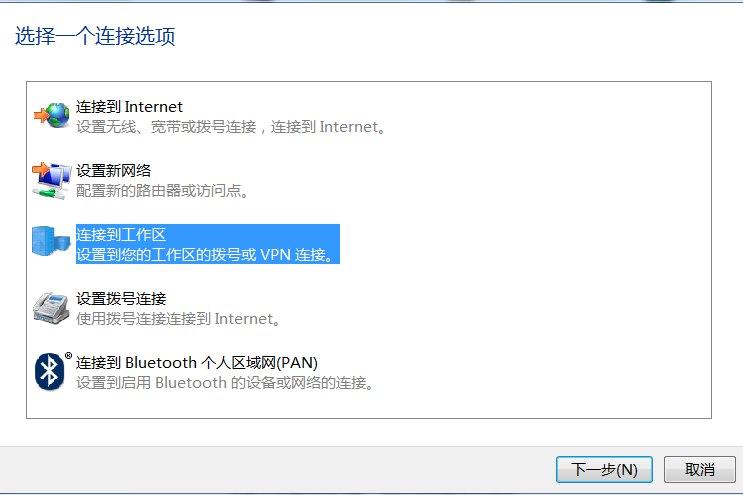 选择一个连接选项
连接到 Internet
设置无线、宽带或拨号连接，连接到 Internet。
设置新网络
配置新的路由器或访问点。
连接到工作区
设置到您的工作区的拨号或 VPN 连接。
设置拨号连接
使用拨号连接连接到 Internet。
® 连接到 Bluetooth 个人区域网(PAN)
设置到启用 Bluetooth 的设备或网络的连接。
下一步(N) 取消